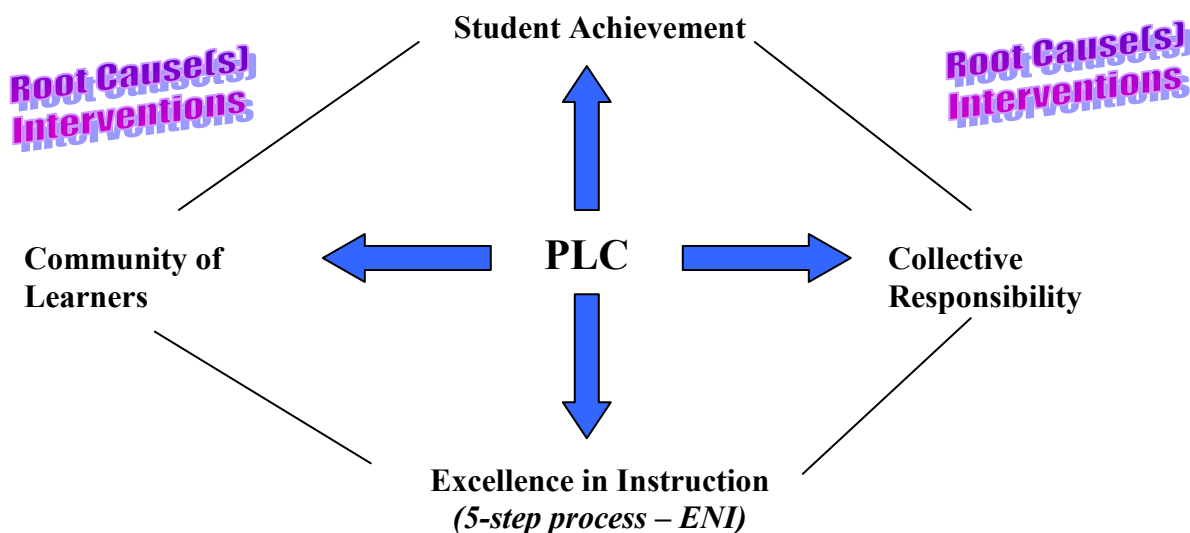 Student Achievement
Root Cause(s)
Interventions
Root Cause(s)
Interventions
Community of
Learners
PLC
Collective
Responsibility
Excellence in Instruction
(5-step process – ENI)